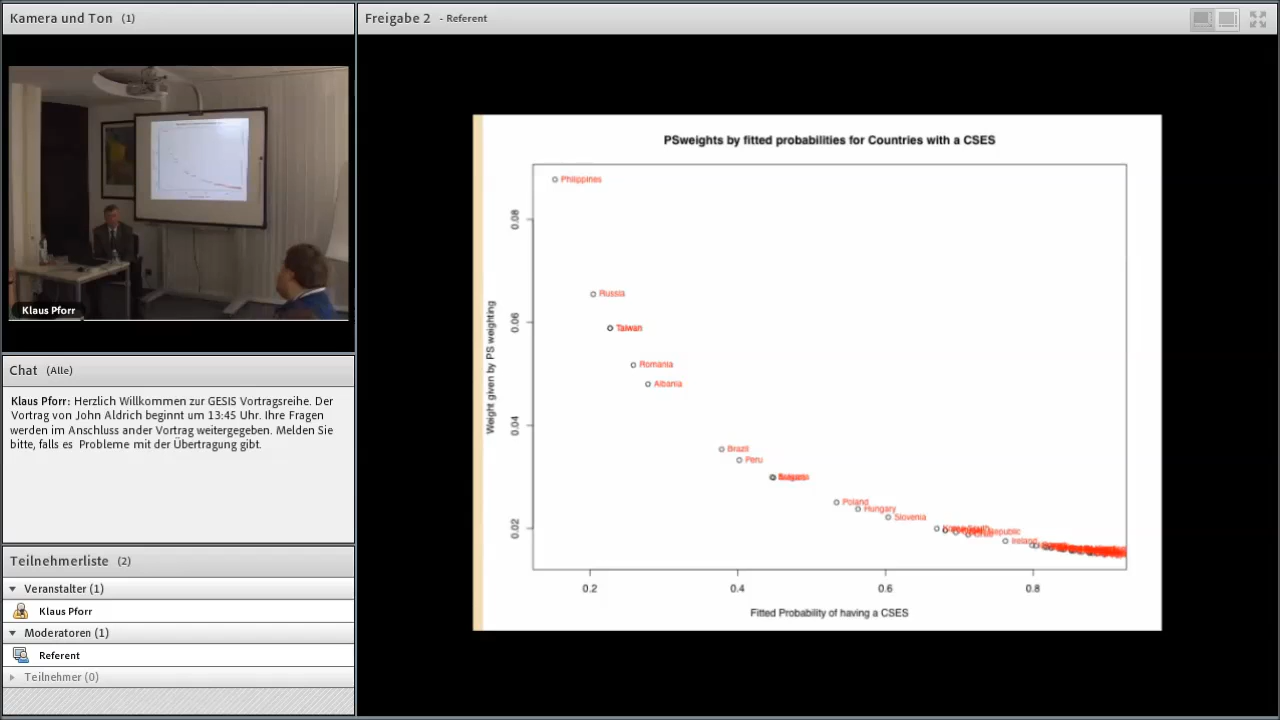 Kamera und Ton (1)
Klaus Pforr
Chat (Alle)
Klaus Pforr: Herzlich Willkommen zur GESIS Vortragsreihe. Der
Vortrag von John Aldrich beginnt um 13:45 Uhr. Ihre Fragen
werden im Anschluss ander Vortrag weitergegeben. Melden Sie
bitte, falls es Probleme mit der Übertragung gibt.
Teilnehmerliste (2)
Veranstalter (1)
Klaus Pforr
Moderatoren (1)
Referent
Teilnehmer (0)
Freigabe 2 - Referent
PSweights by fitted probabilities for Countries with a CSES
Weight given by PS weighting
0.08
0.06
0.04
0.02
Philippines
Russia
Taiwan
Romania
Albania
Brazil
Peru
Poland
Hungary
Slovenia
Republic
Ireland
0.2 0.4 0.6 0.8
Fitted Probability of having a CSES